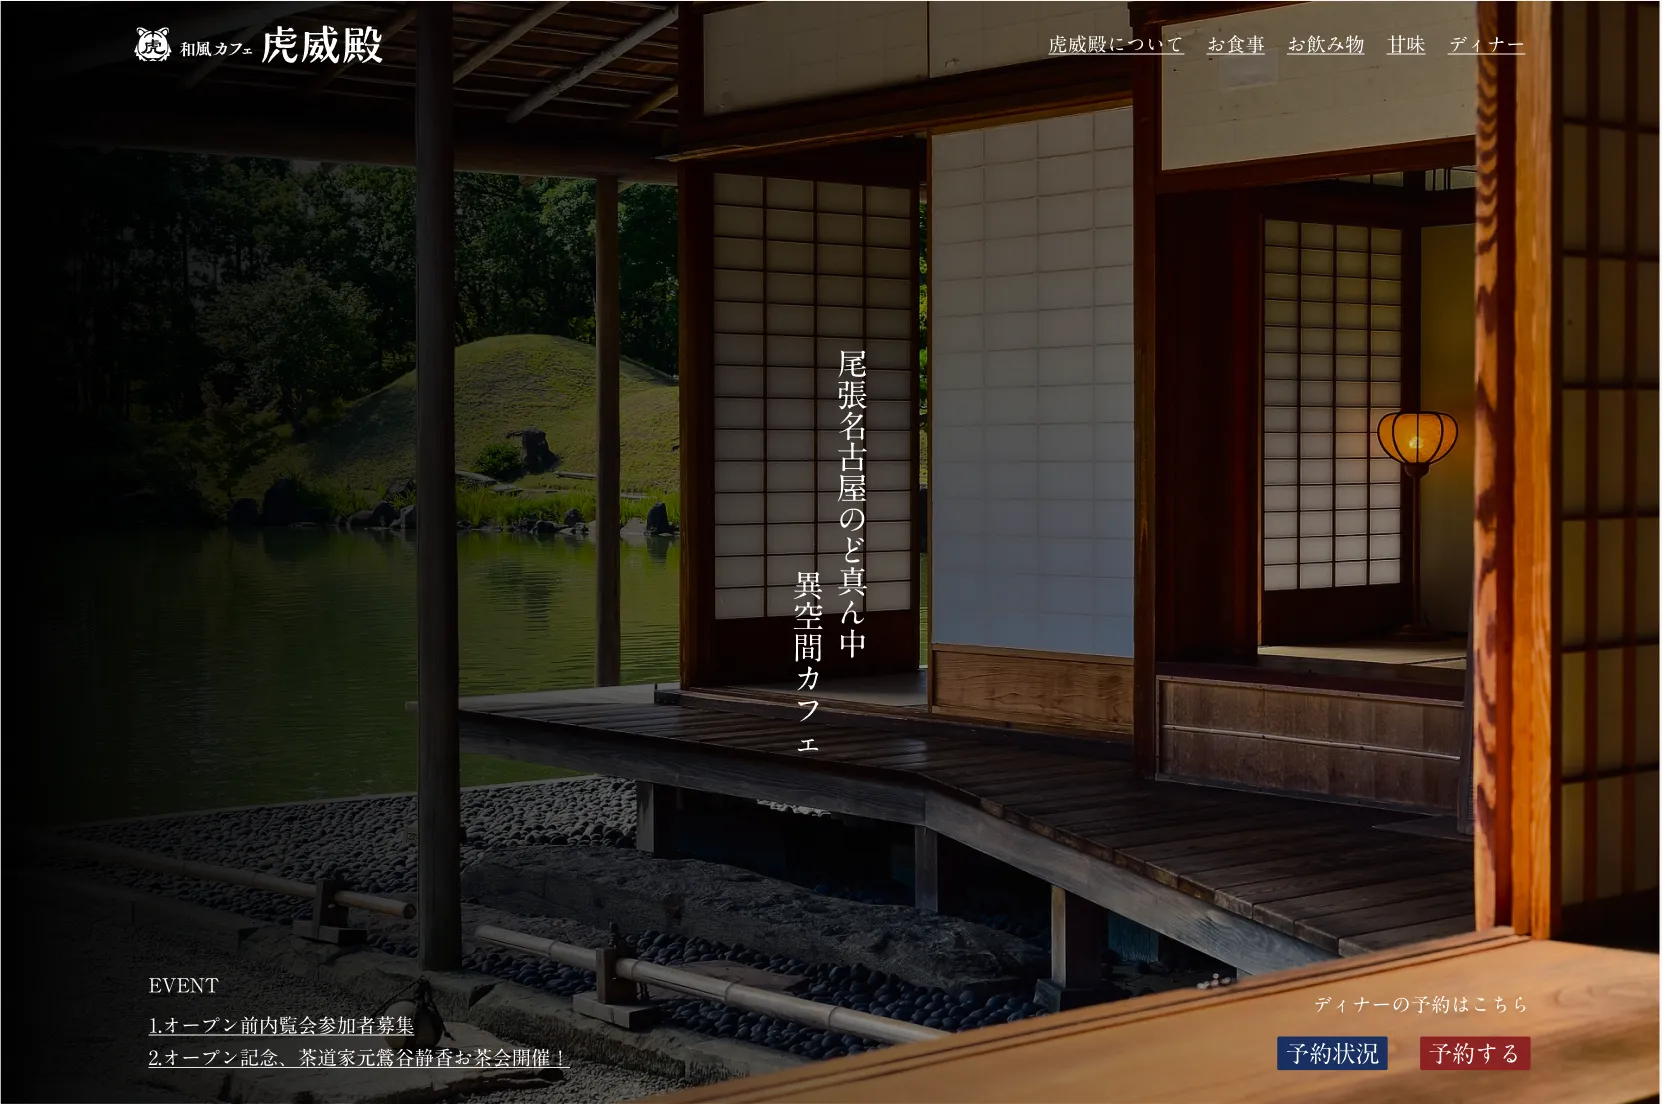 虎 和風カフェ 虎威殿
虎威殿について お食事 お飲み物 甘味 ディナー
尾張名古屋のど真ん中
異空間カフェ
EVENT
1.オープン前内覧会参加者募集
2.オープン記念、茶道家元鶯谷静香お茶会開催！
ディナーの予約はこちら
予約状況 予約する